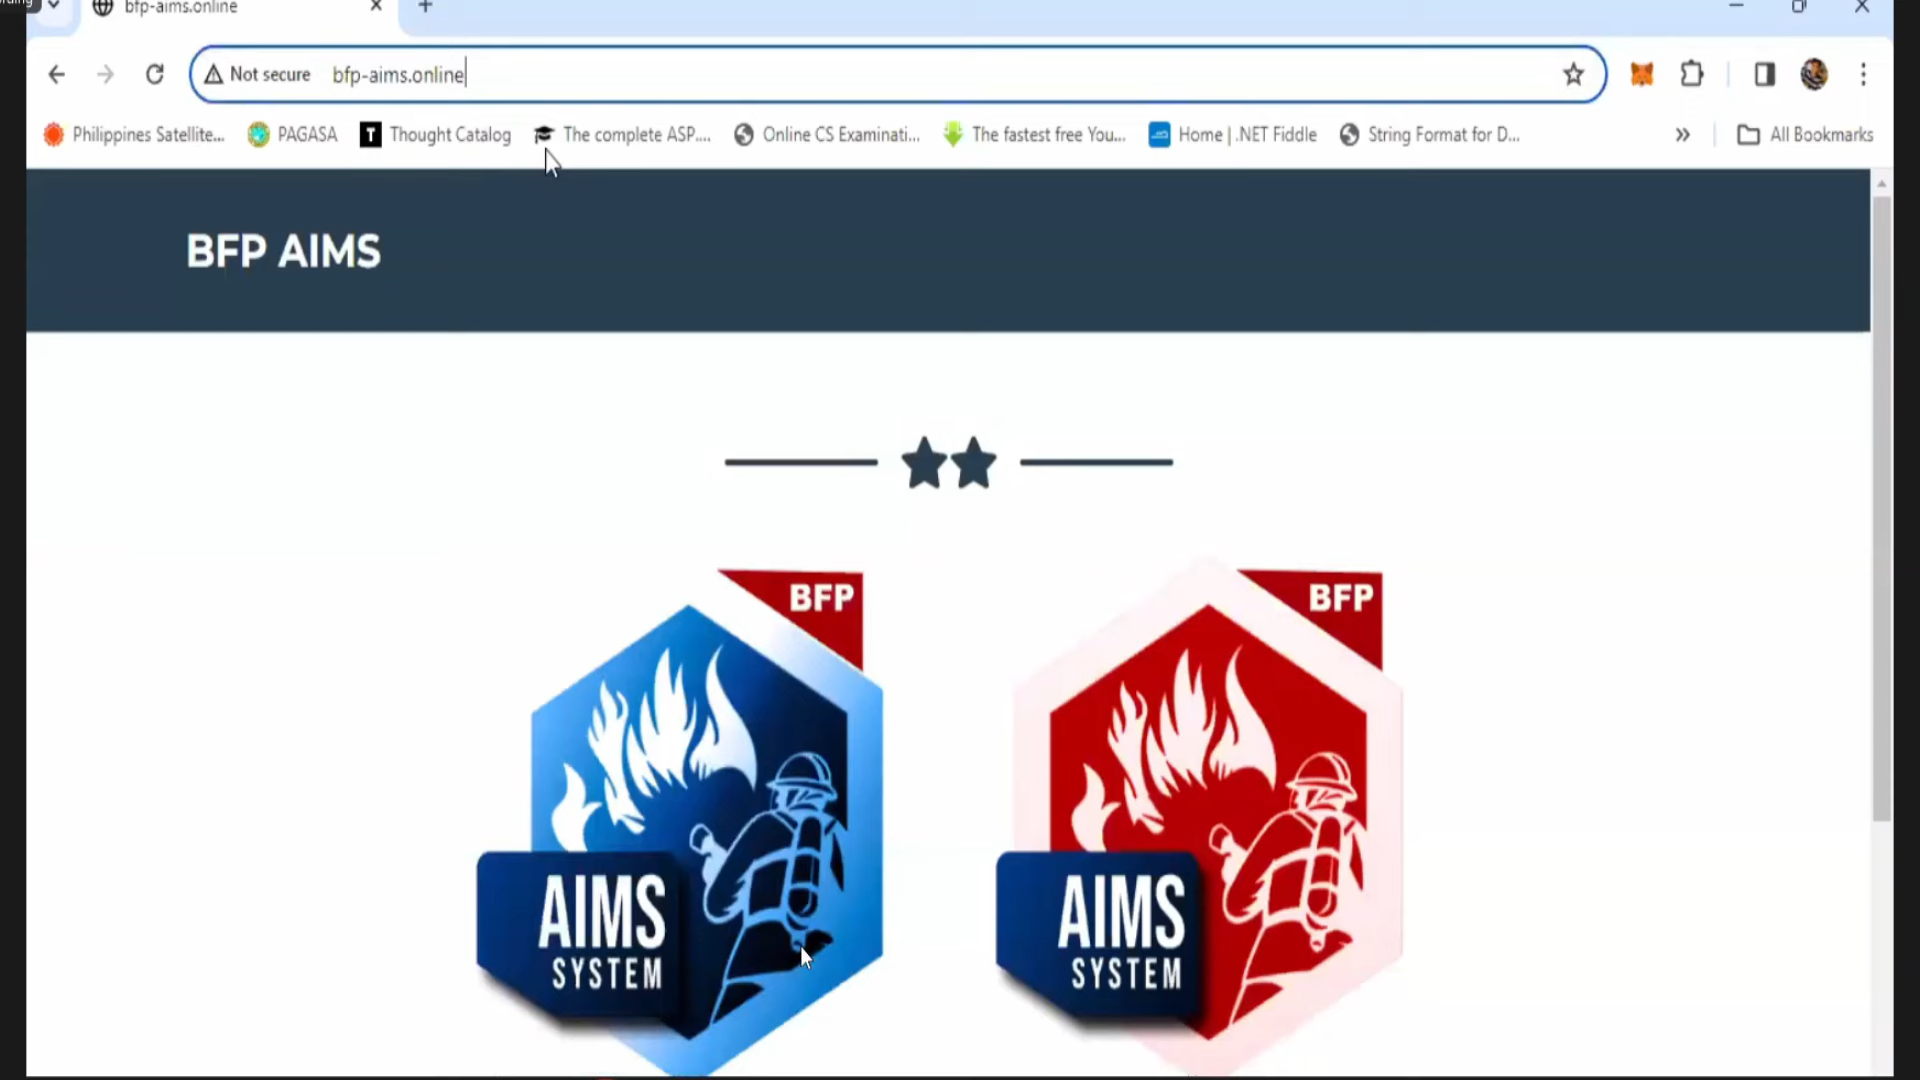 bfp-aims.online
Not secure bfp-aims.online
Philippines Satellite... PAGASA T Thought Catalog The complete ASP.... Online CS Examinati... The fastest free You... Home | .NET Fiddle String Format for D... » All Bookmarks
BFP AIMS
BFP
AIMS
SYSTEM
BFP
AIMS
SYSTEM